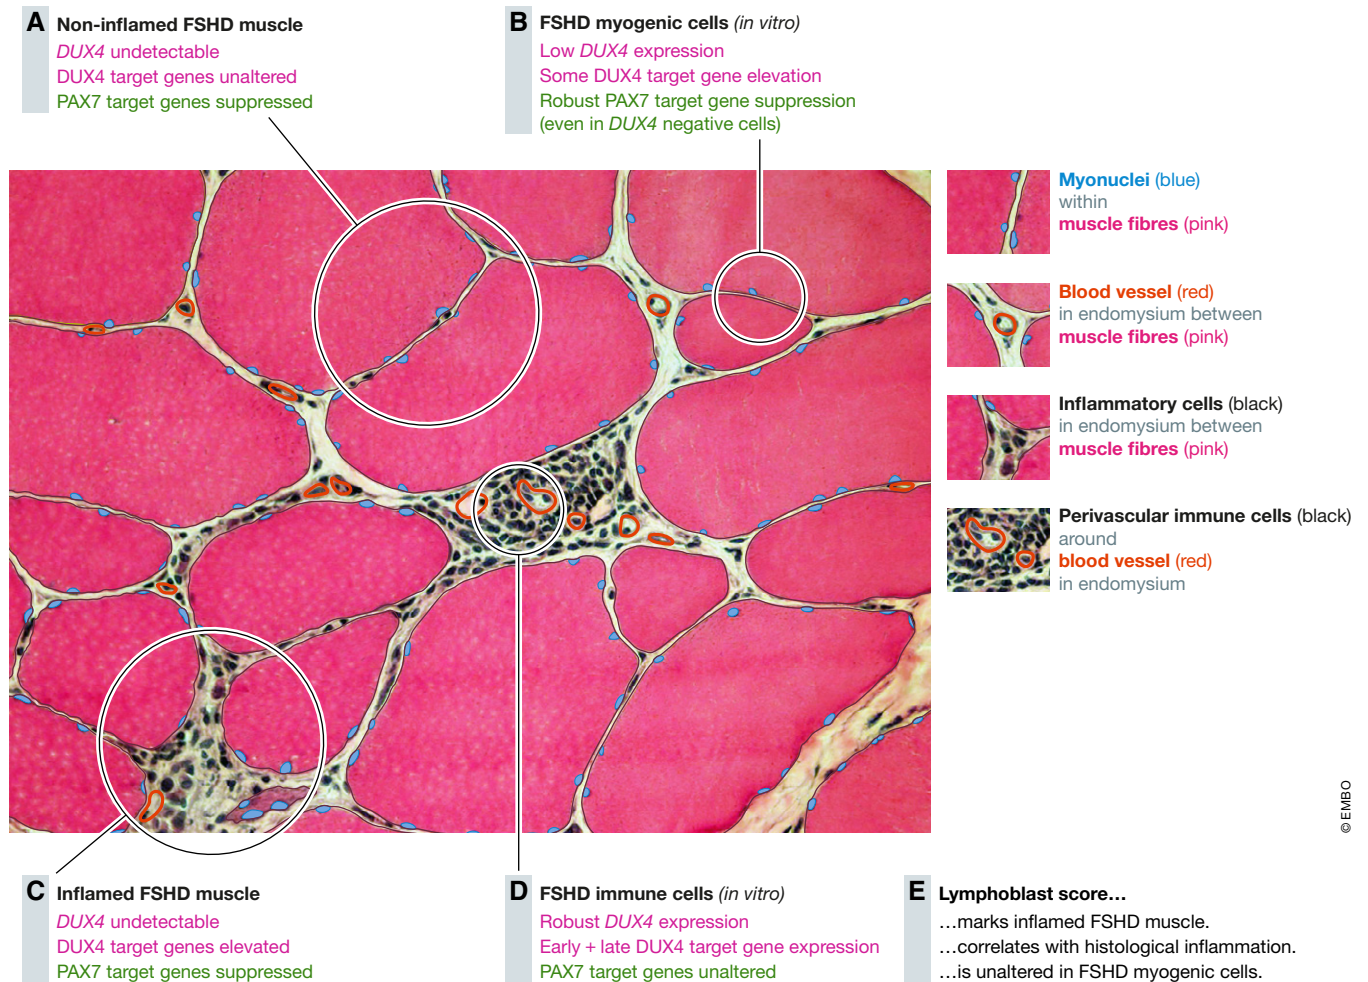 A Non-inflamed FSHD muscle
DUX4 undetectable
DUX4 target genes unaltered
PAX7 target genes suppressed
B FSHD myogenic cells (in vitro)
Low DUX4 expression
Some DUX4 target gene elevation
Robust PAX7 target gene suppression
(even in DUX4 negative cells)
Myonuclei (blue)
within
muscle fibres (pink)
Blood vessel (red)
in endomysium between
muscle fibres (pink)
Inflammatory cells (black)
in endomysium between
muscle fibres (pink)
Perivascular immune cells (black)
around
blood vessel (red)
in endomysium
© EMBO
C Inflamed FSHD muscle
DUX4 undetectable
DUX4 target genes elevated
PAX7 target genes suppressed
D FSHD immune cells (in vitro)
Robust DUX4 expression
Early + late DUX4 target gene expression
PAX7 target genes unaltered
E Lymphoblast score…
…marks inflamed FSHD muscle.
…correlates with histological inflammation.
…is unaltered in FSHD myogenic cells.